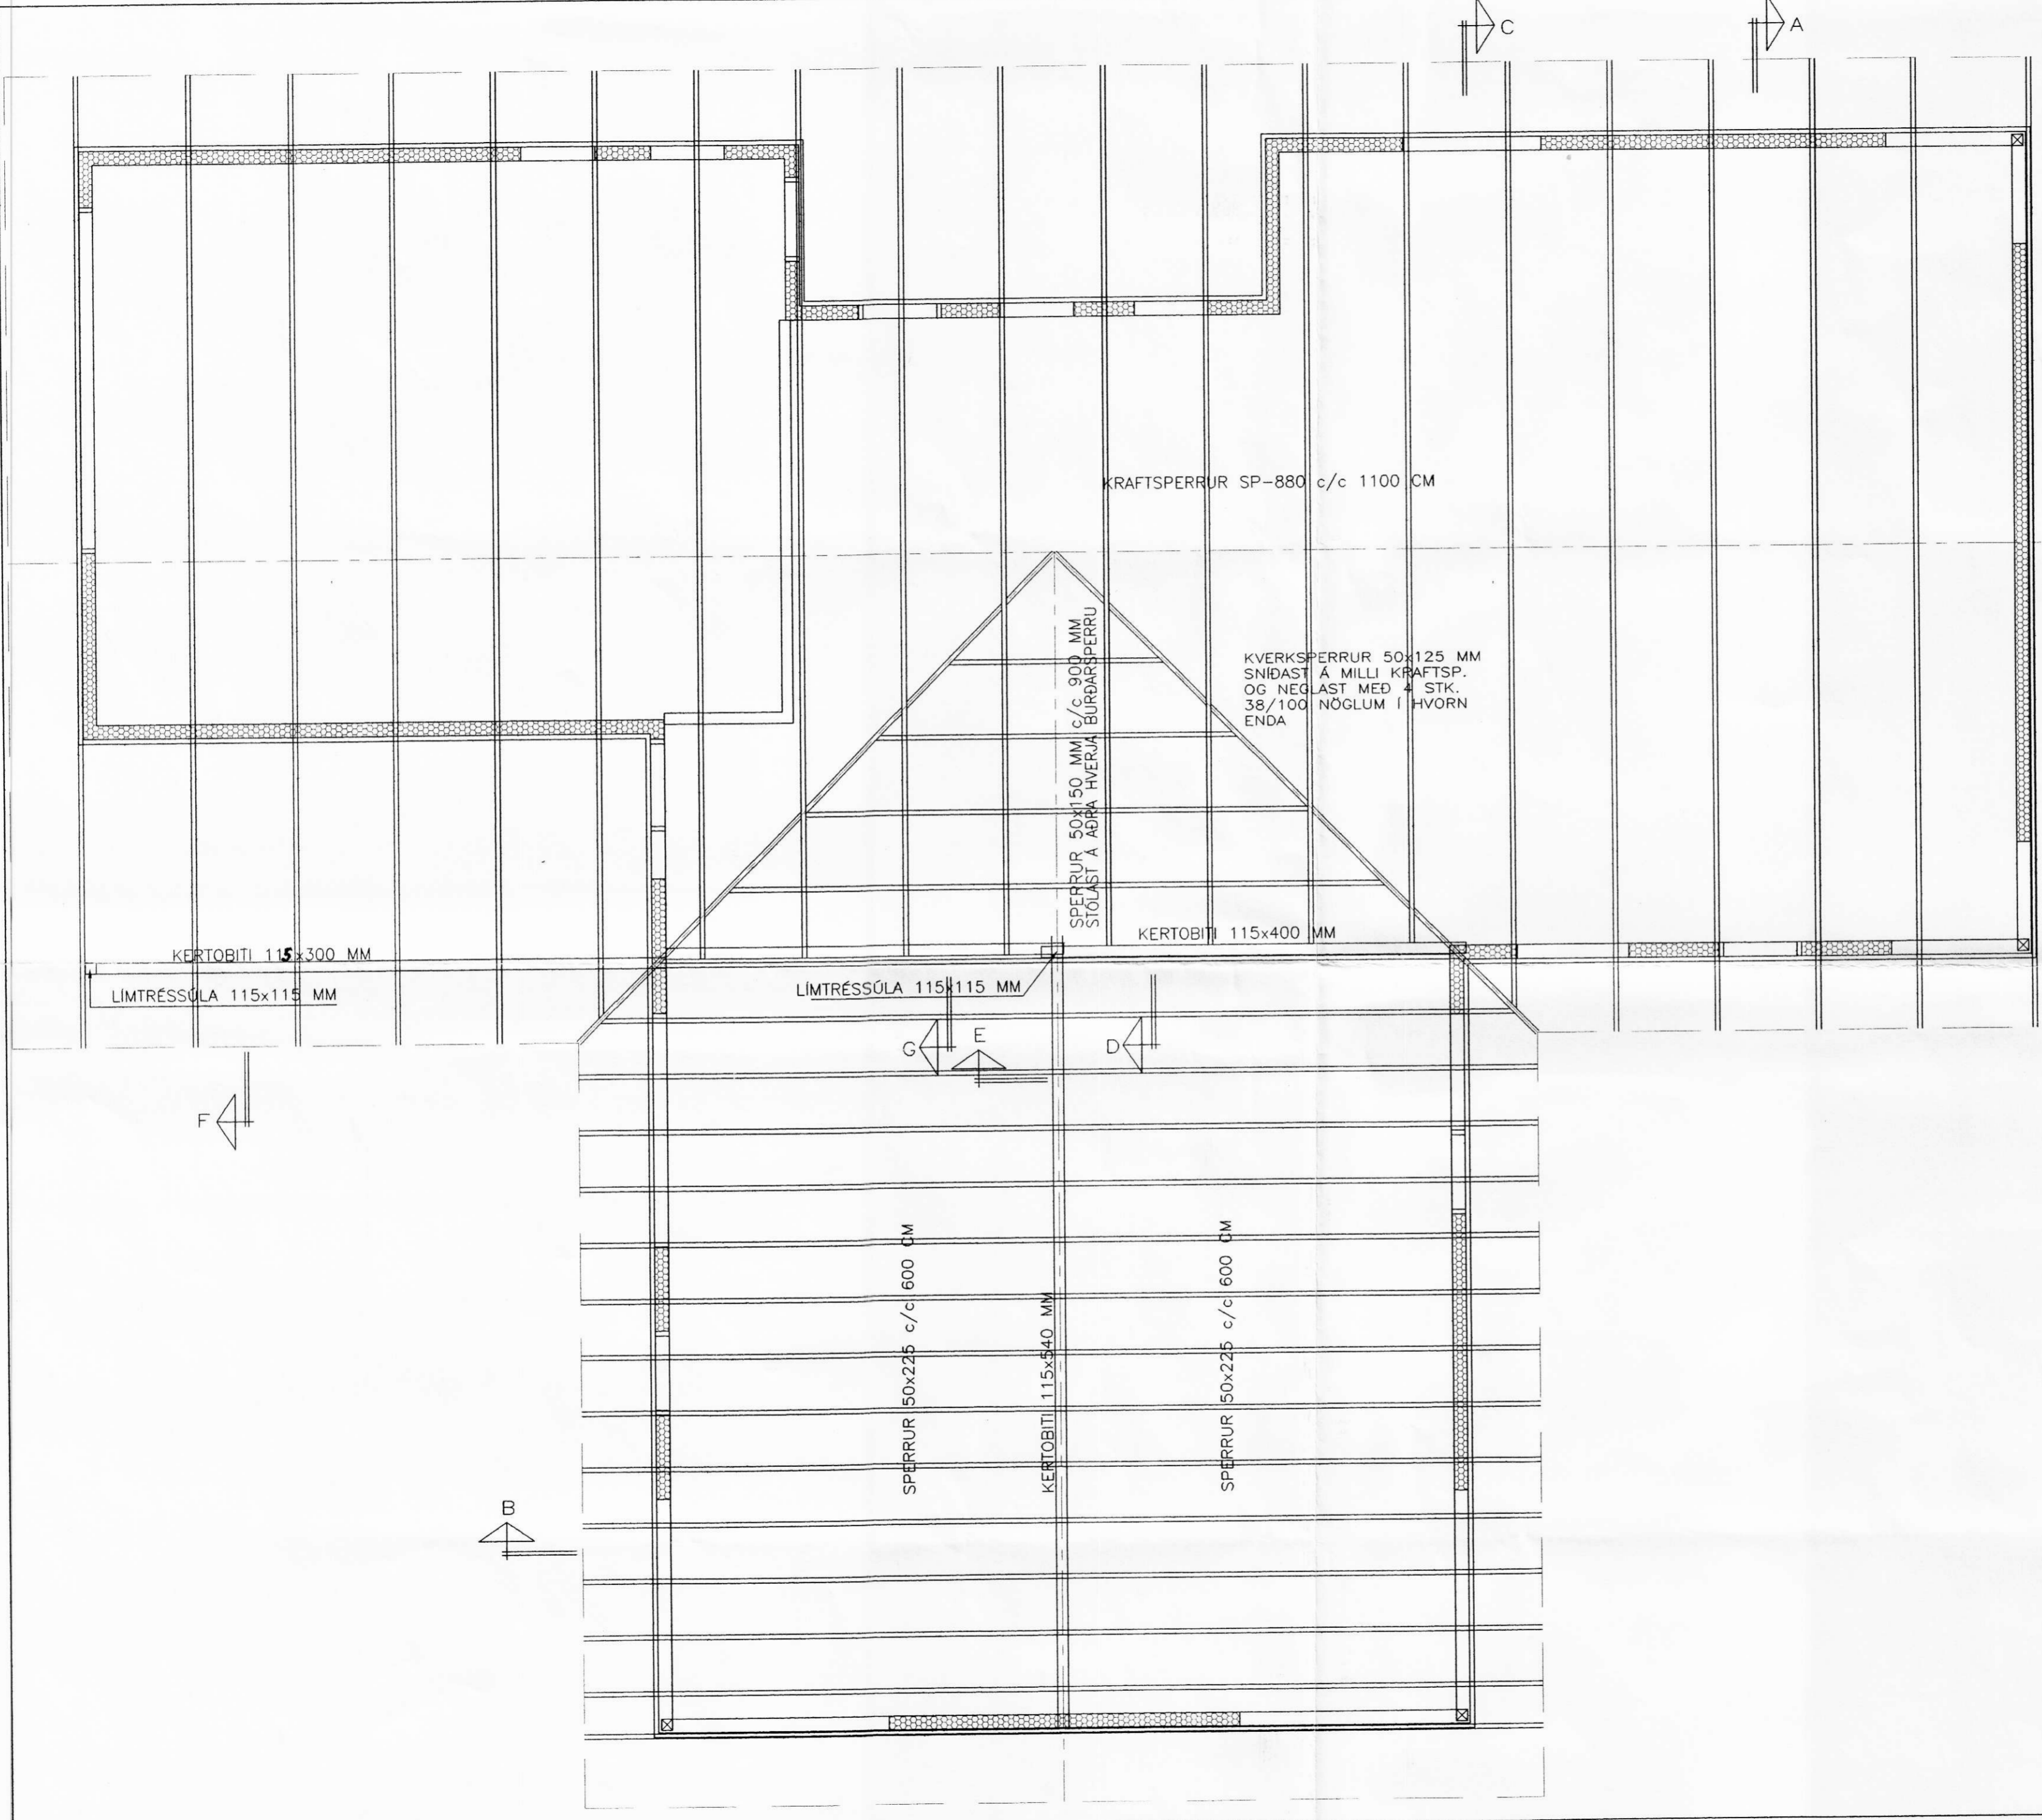 C
A
KRAFTSPERRUR SP-880 c/c 1100 CM
SPERRUR 50x150 MM c/c 900 MM
STÓLAST Á AÐRA HVERJA BURÐARSPERRU
KVERKSPERRUR 50x125 MM
SNÍÐAST Á MILLI KRAFTSP.
OG NEGLAST MEÐ 4 STK.
38/100 NÖGLUM Í HVORN
ENDA
KERTOBITI 115x400 MM
KERTOBITI 115x300 MM
LÍMTRÉSSÚLA 115x115 MM
LÍMTRÉSSÚLA 115x115 MM
G
E
D
F
SPERRUR 50x225 c/c 600 CM
KERTOBITI 115x540 MM
SPERRUR 50x225 c/c 600 CM
B